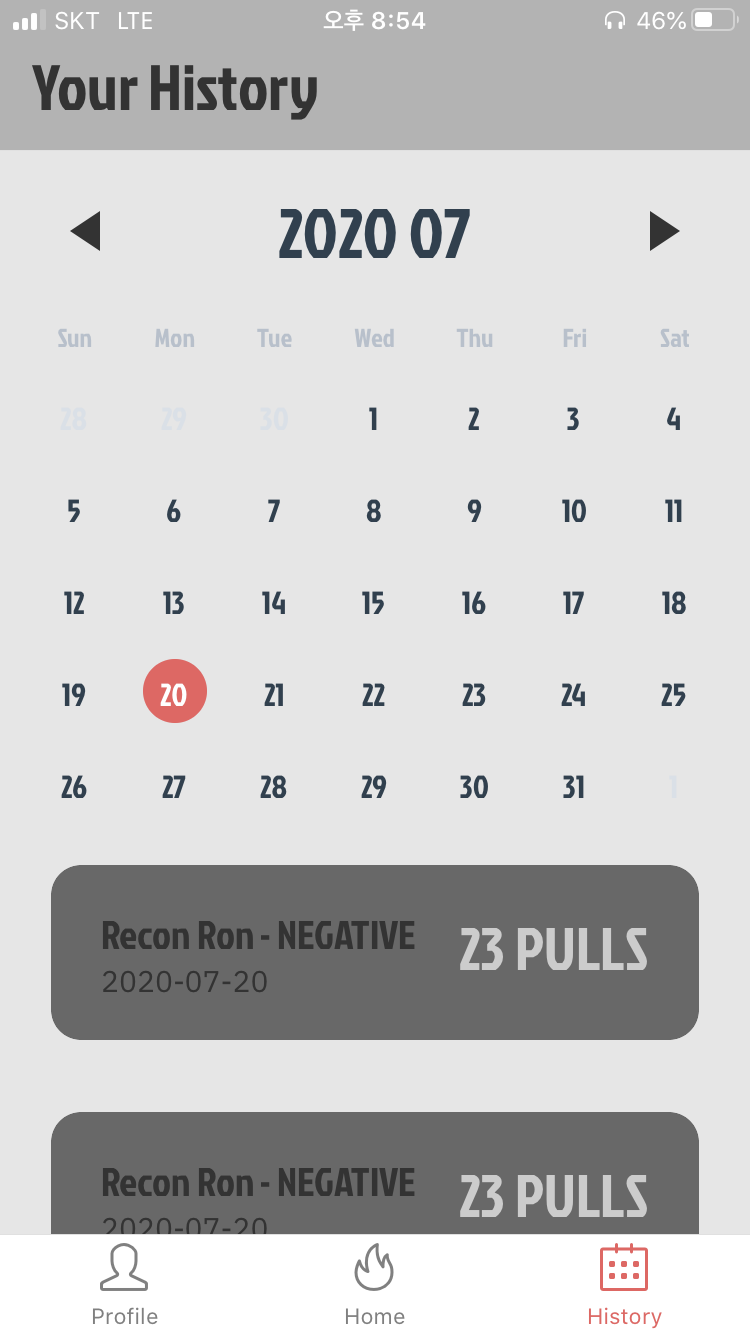 SKT LTE 오후 8:54 46%
Your History
2020 07
Sun Mon Tue Wed Thu Fri Sat
28 29 30 1 2 3 4
5 6 7 8 9 10 11
12 13 14 15 16 17 18
19 20 21 22 23 24 25
26 27 28 29 30 31 1
Recon Ron - NEGATIVE 23 PULLS
2020-07-20
Recon Ron - NEGATIVE 23 PULLS
2020-07-20
Profile Home History